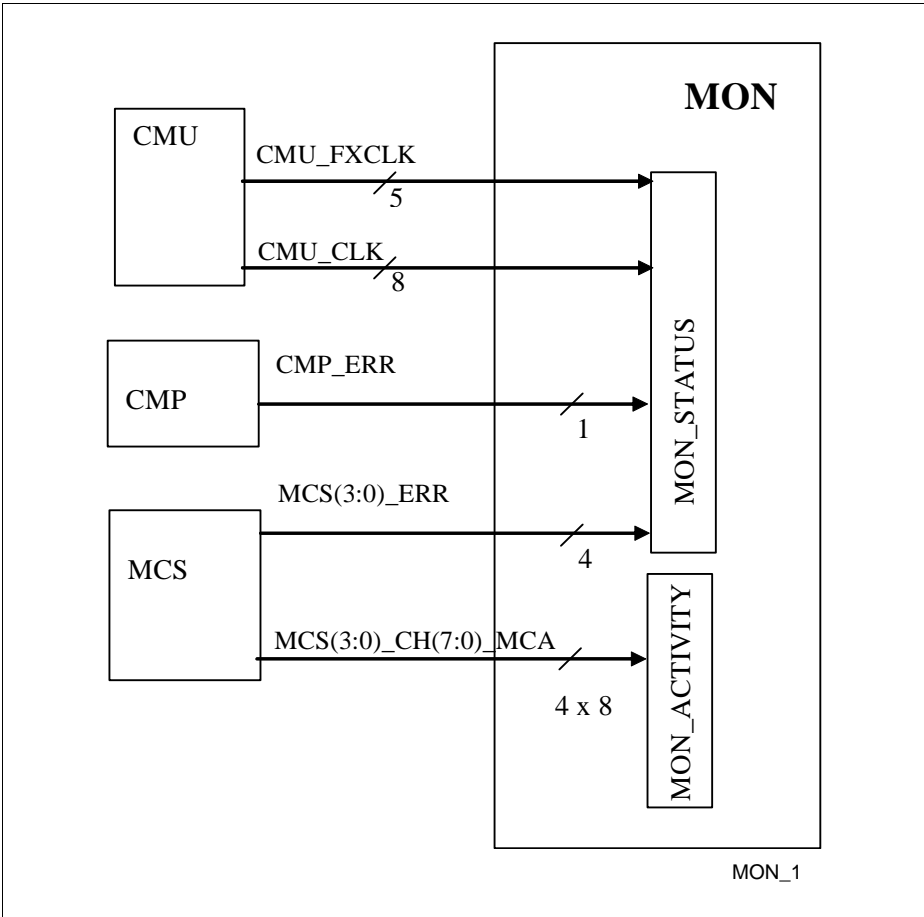 MON
CMU
CMU_FXCLK
5
CMU_CLK
8
CMP
CMP_ERR
1
MON_STATUS
MCS
MCS(3:0)_ERR
4
MCS(3:0)_CH(7:0)_MCA
4 x 8
MON_ACTIVITY
MON_1